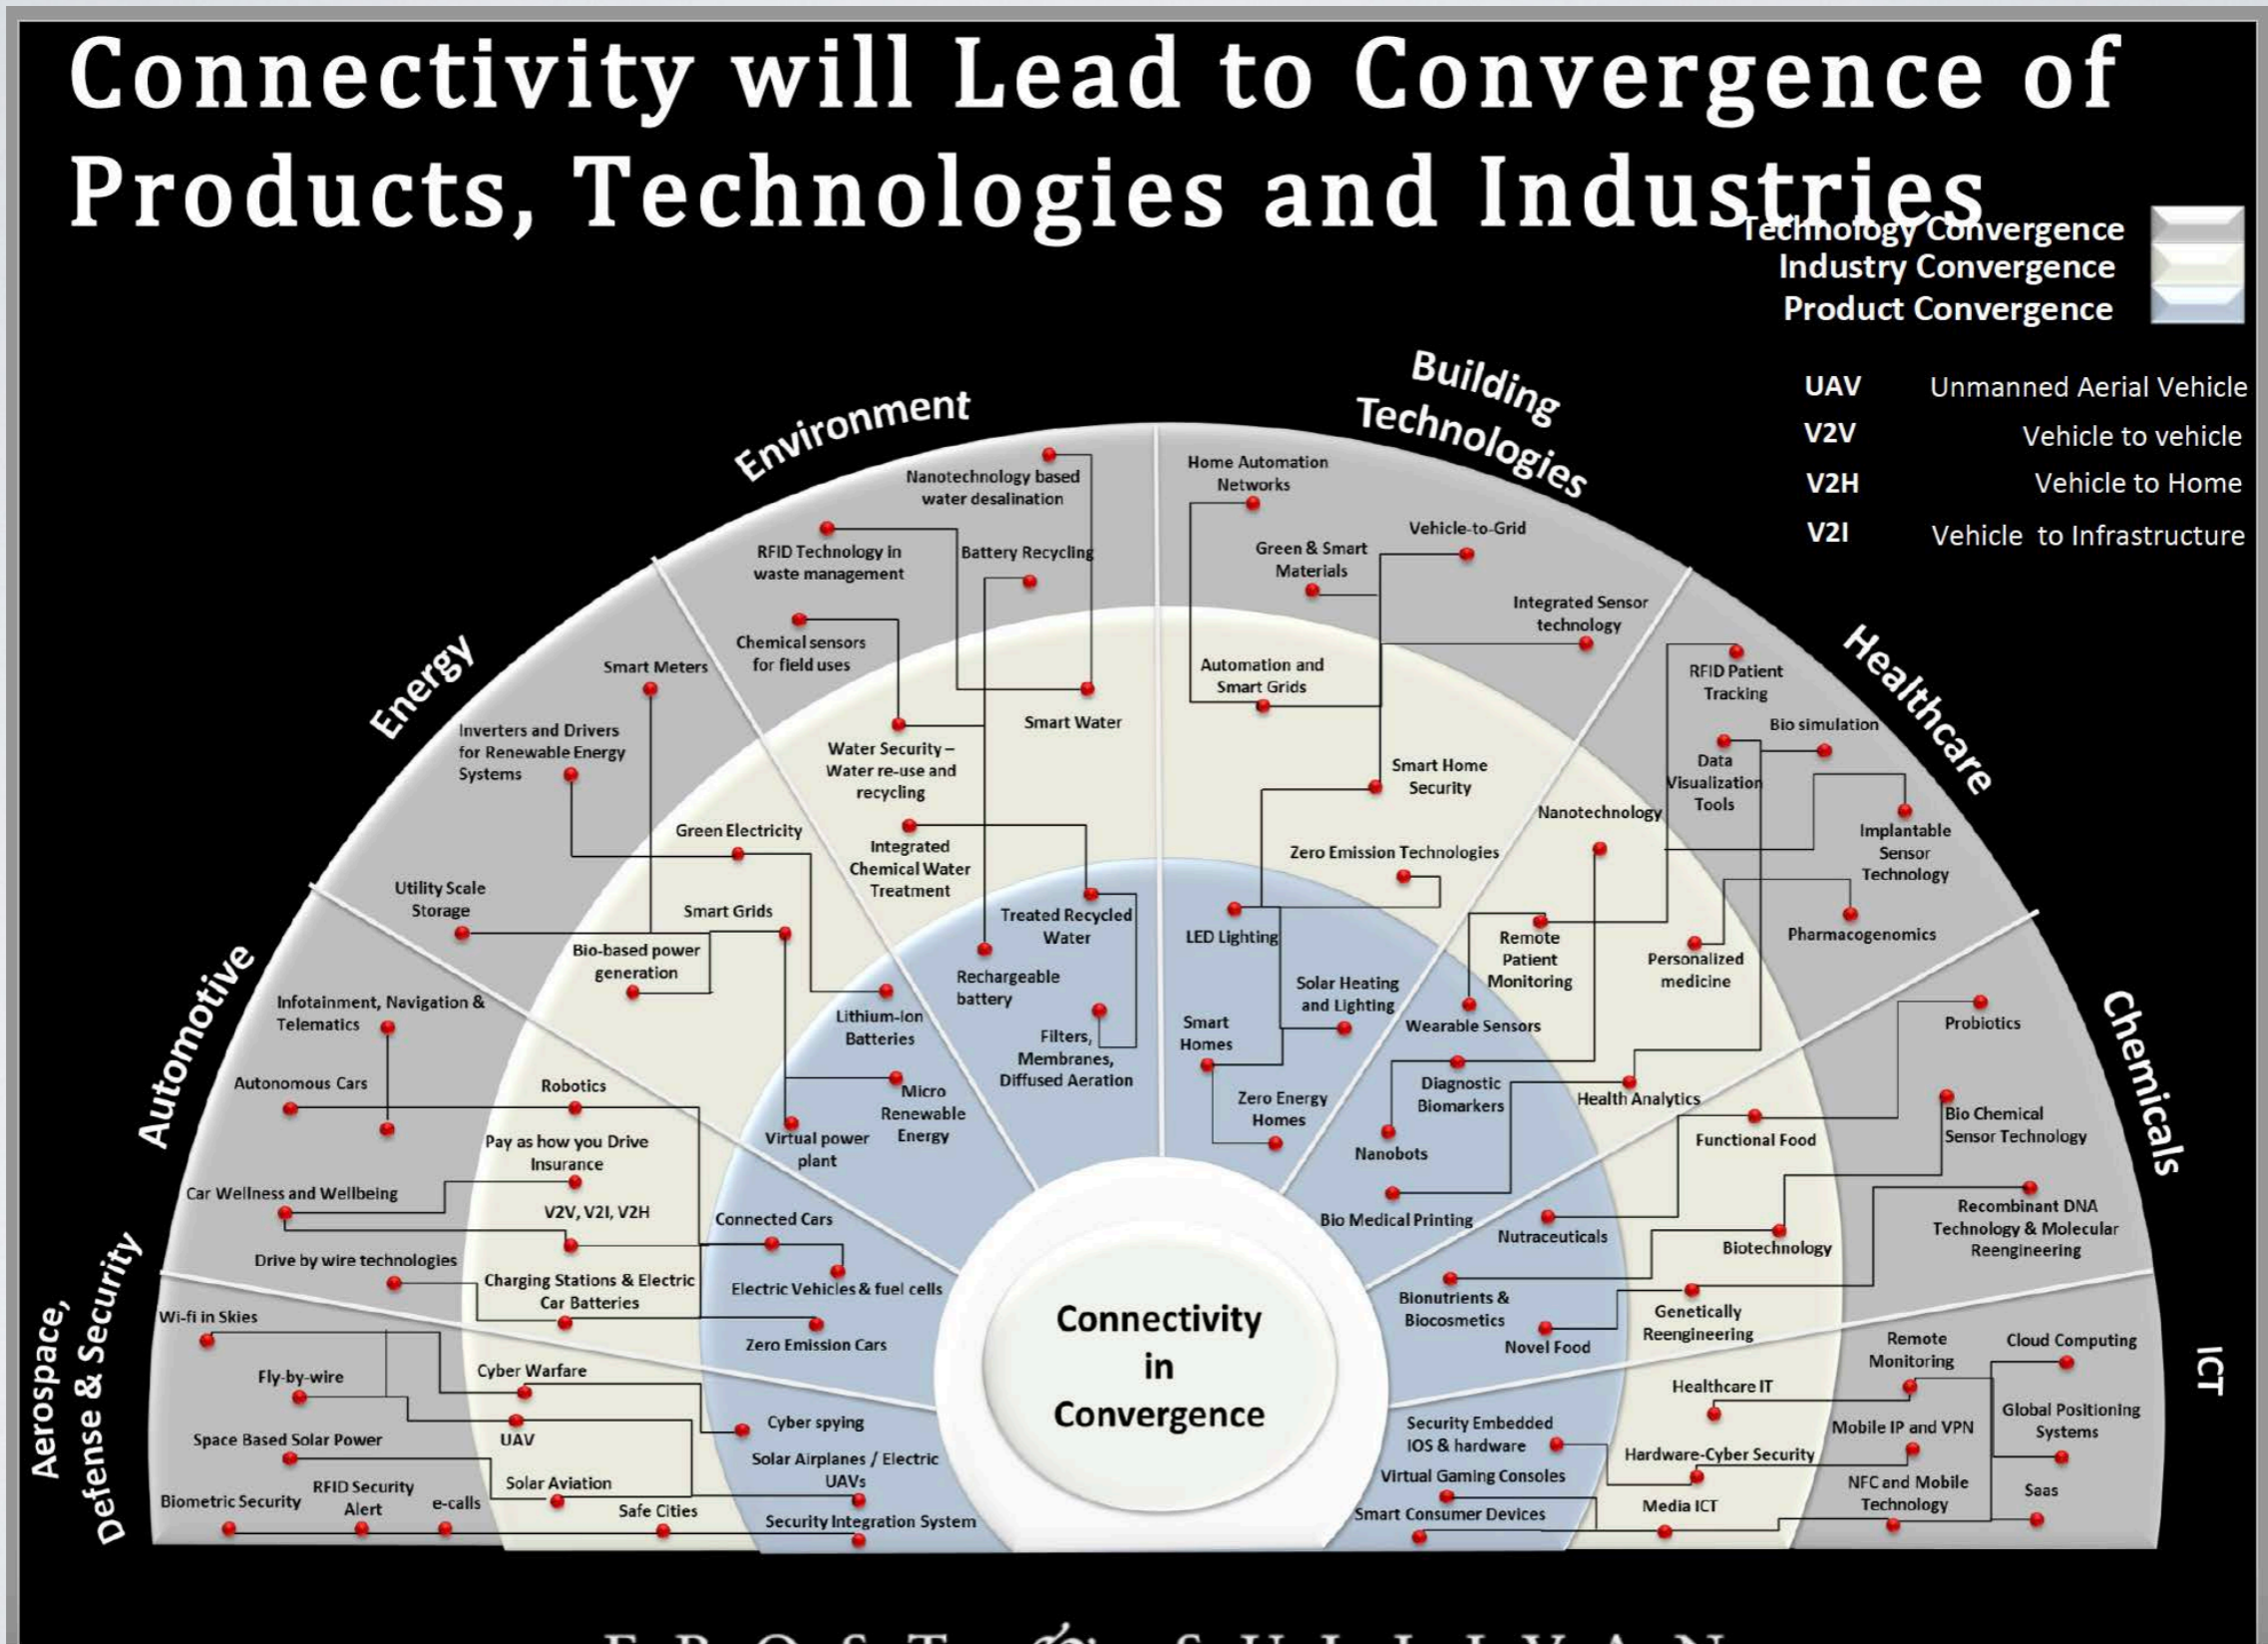 Connectivity will Lead to Convergence of
Products, Technologies and Industries
Technology Convergence
Industry Convergence
Product Convergence
UAV Unmanned Aerial Vehicle
V2V Vehicle to vehicle
V2H Vehicle to Home
V2I Vehicle to Infrastructure
Aerospace,
Defense & Security
Automotive
Energy
Environment
Building
Technologies
Healthcare
Chemicals
ICT
Wi-fi in Skies
Fly-by-wire
Space Based Solar Power
Biometric Security
RFID Security
Alert
e-calls
Cyber Warfare
UAV
Solar Aviation
Safe Cities
Cyber spying
Solar Airplanes / Electric
UAVs
Security Integration System
Infotainment, Navigation &
Telematics
Autonomous Cars
Car Wellness and Wellbeing
Drive by wire technologies
Robotics
Pay as how you Drive
Insurance
V2V, V2I, V2H
Charging Stations & Electric
Car Batteries
Connected Cars
Electric Vehicles & fuel cells
Zero Emission Cars
Smart Meters
Inverters and Drivers
for Renewable Energy
Systems
Utility Scale
Storage
Green Electricity
Smart Grids
Bio-based power
generation
Lithium-Ion
Batteries
Micro
Renewable
Energy
Virtual power
plant
Nanotechnology based
water desalination
RFID Technology in
waste management
Battery Recycling
Chemical sensors
for field uses
Smart Water
Water Security –
Water re-use and
recycling
Integrated
Chemical Water
Treatment
Treated Recycled
Water
Rechargeable
battery
Filters,
Membranes,
Diffused Aeration
Home Automation
Networks
Vehicle-to-Grid
Green & Smart
Materials
Integrated Sensor
technology
Automation and
Smart Grids
Smart Home
Security
Zero Emission Technologies
LED Lighting
Solar Heating
and Lighting
Smart
Homes
Zero Energy
Homes
RFID Patient
Tracking
Bio simulation
Data
Visualization
Tools
Implantable
Sensor
Technology
Pharmacogenomics
Nanotechnology
Remote
Patient
Monitoring
Personalized
medicine
Wearable Sensors
Diagnostic
Biomarkers
Health Analytics
Nanobots
Bio Medical Printing
Probiotics
Bio Chemical
Sensor Technology
Recombinant DNA
Technology & Molecular
Reengineering
Functional Food
Biotechnology
Genetically
Reengineering
Nutraceuticals
Bionutrients &
Biocosmetics
Novel Food
Remote
Monitoring
Cloud Computing
Healthcare IT
Global Positioning
Systems
Mobile IP and VPN
Hardware-Cyber Security
NFC and Mobile
Technology
Saas
Media ICT
Security Embedded
IOS & hardware
Virtual Gaming Consoles
Smart Consumer Devices
Connectivity
in
Convergence
FROST & SULLIVAN